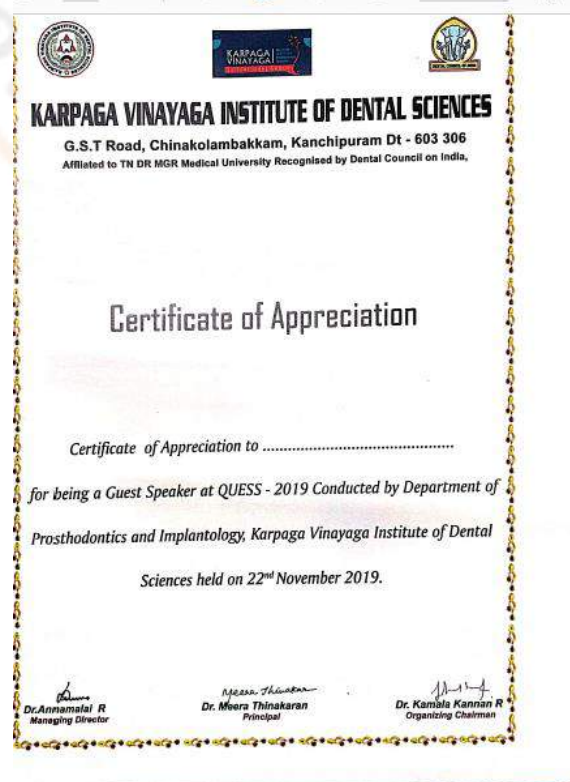 KARPAGA
VINAYAGA
KARPAGA VINAYAGA INSTITUTE OF DENTAL SCIENCES
G.S.T Road, Chinakolambakkam, Kanchipuram Dt - 603 306
Affliated to TN DR MGR Medical University Recognised by Dental Council on India,
Certificate of Appreciation
Certificate of Appreciation to ................................................
for being a Guest Speaker at QUESS - 2019 Conducted by Department of
Prosthodontics and Implantology, Karpaga Vinayaga Institute of Dental
Sciences held on 22nd November 2019.
Meera Thinakaran
Dr.Annamalai R Dr. Meera Thinakaran Dr. Kamala Kannan R
Managing Director Principal Organizing Chairman